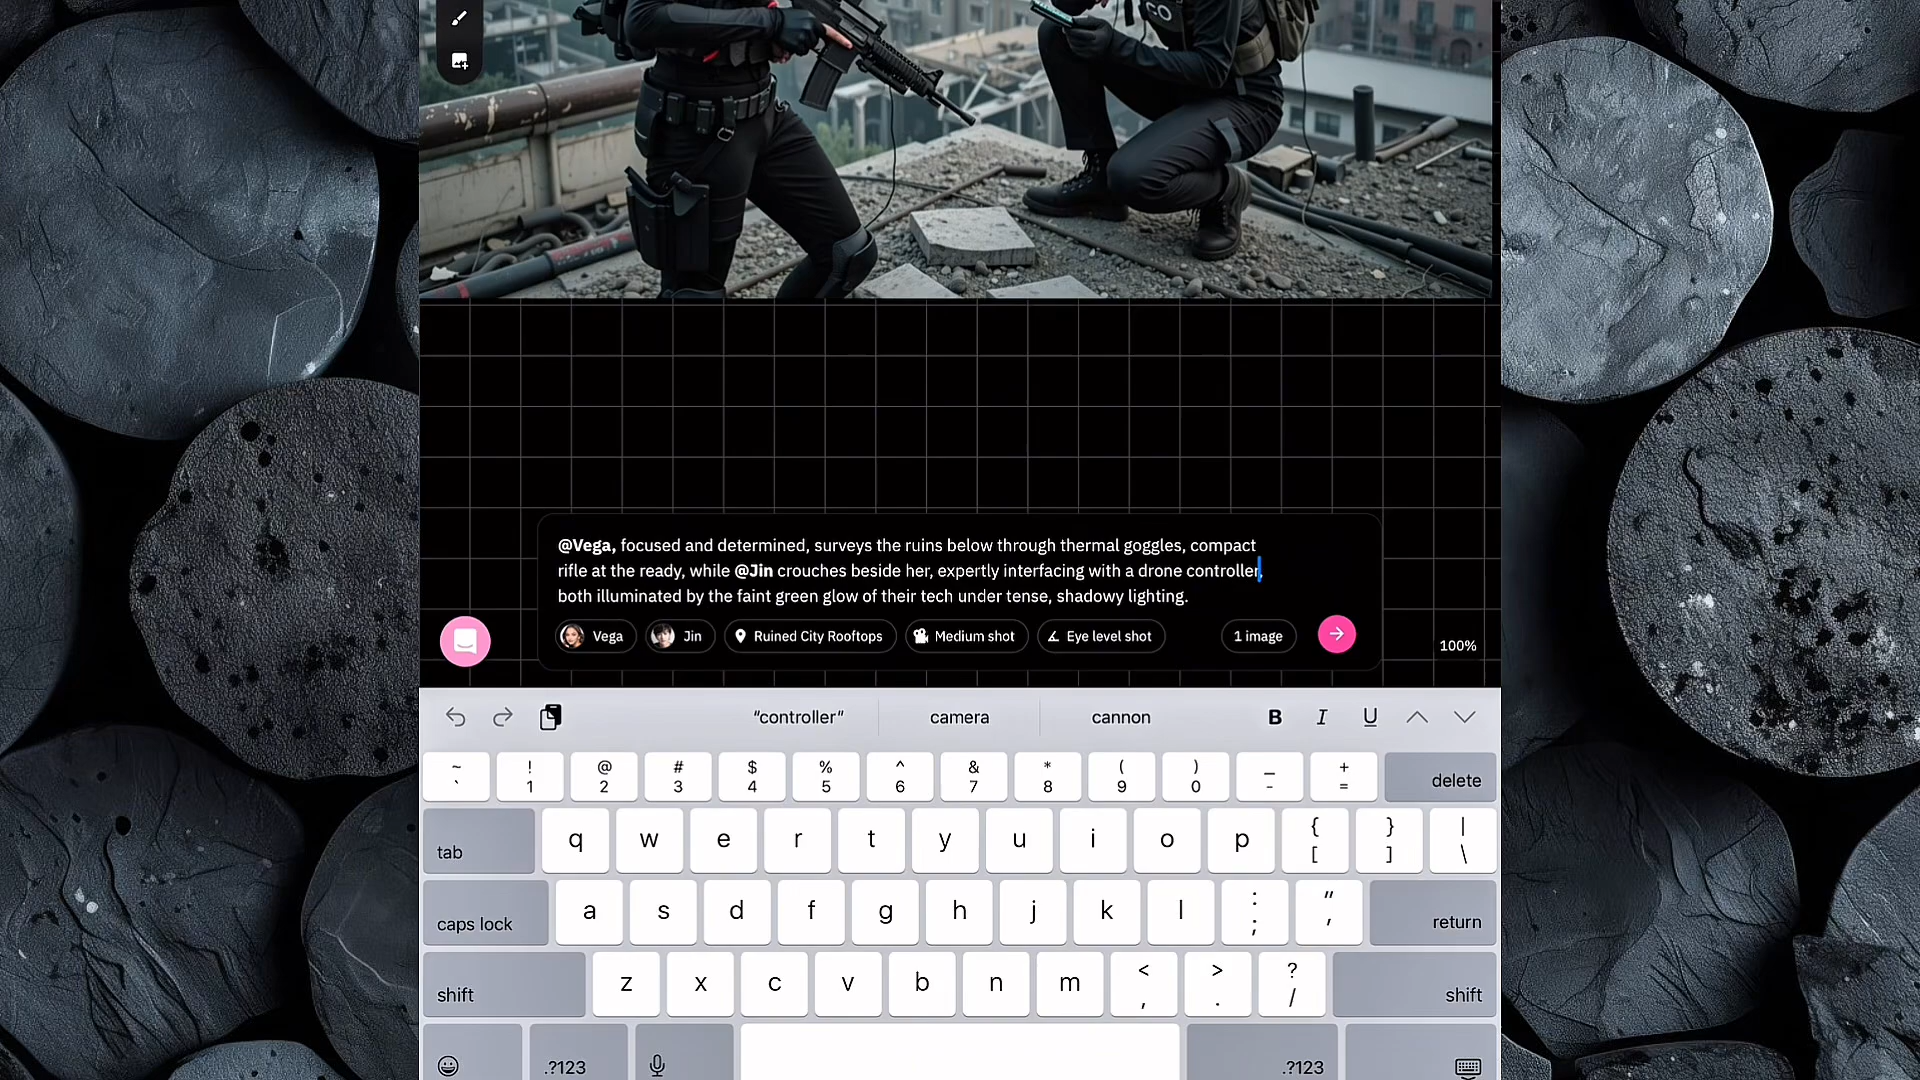 GO
@Vega, focused and determined, surveys the ruins below through thermal goggles, compact
rifle at the ready, while @Jin crouches beside her, expertly interfacing with a drone controller,
both illuminated by the faint green glow of their tech under tense, shadowy lighting.
Vega
Jin
Ruined City Rooftops
Medium shot
Eye level shot
1 image
100%
“controller”
camera
cannon
B I U
~ ! @ # $ % ^ & * ( ) _ +
` 1 2 3 4 5 6 7 8 9 0 - = delete
tab q w e r t y u i o p { [ } ] | \
caps lock a s d f g h j k l : ; " ' return
shift z x c v b n m < , > . ? / shift
.?123 .?123